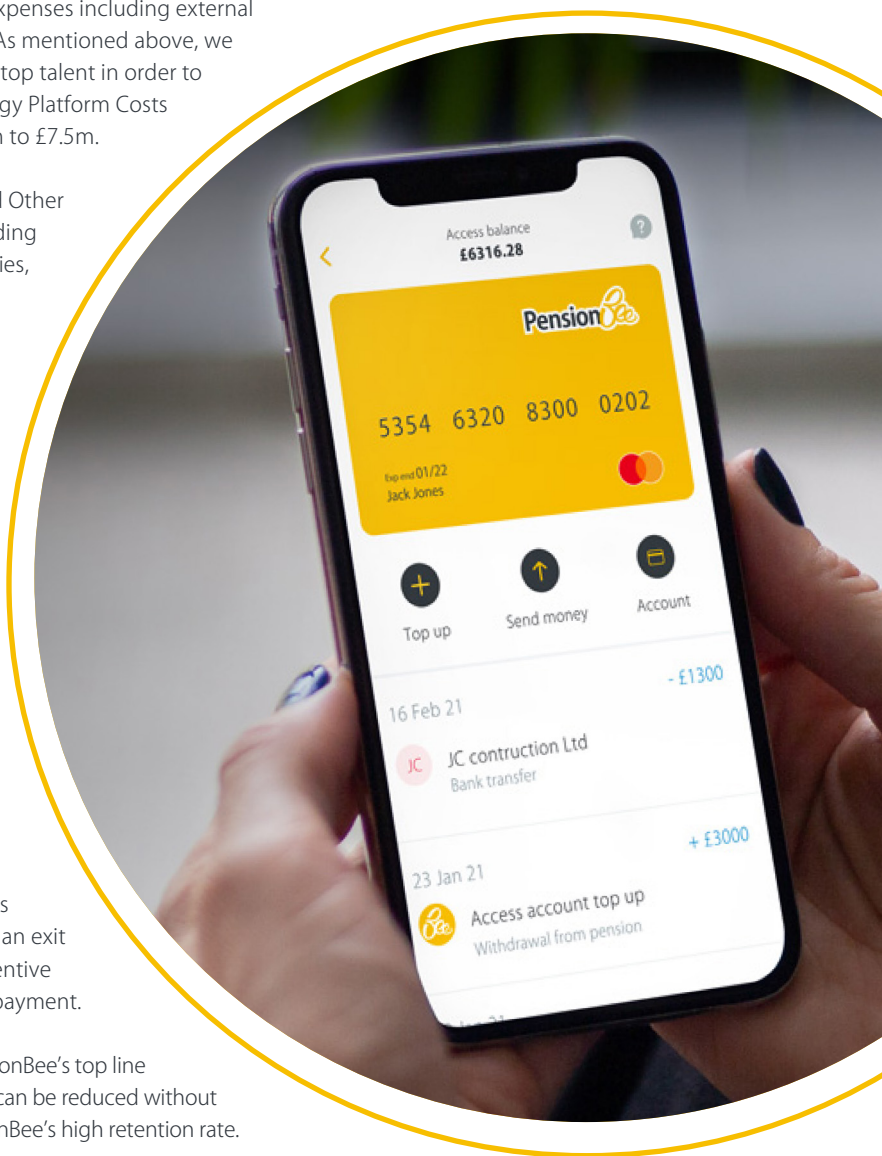 xpenses including external
As mentioned above, we
top talent in order to
gy Platform Costs
to £7.5m.
Other
ding
ies,
Access balance
£6316.28
PensionBee
5354 6320 8300 0202
Exp end 01/22
Jack Jones
Top up
Send money
Account
16 Feb 21
- £1300
JC
JC contruction Ltd
Bank transfer
23 Jan 21
+ £3000
Bee
Access account top up
Withdrawal from pension
s
an exit
entive
payment.
onBee’s top line
can be reduced without
nBee’s high retention rate.